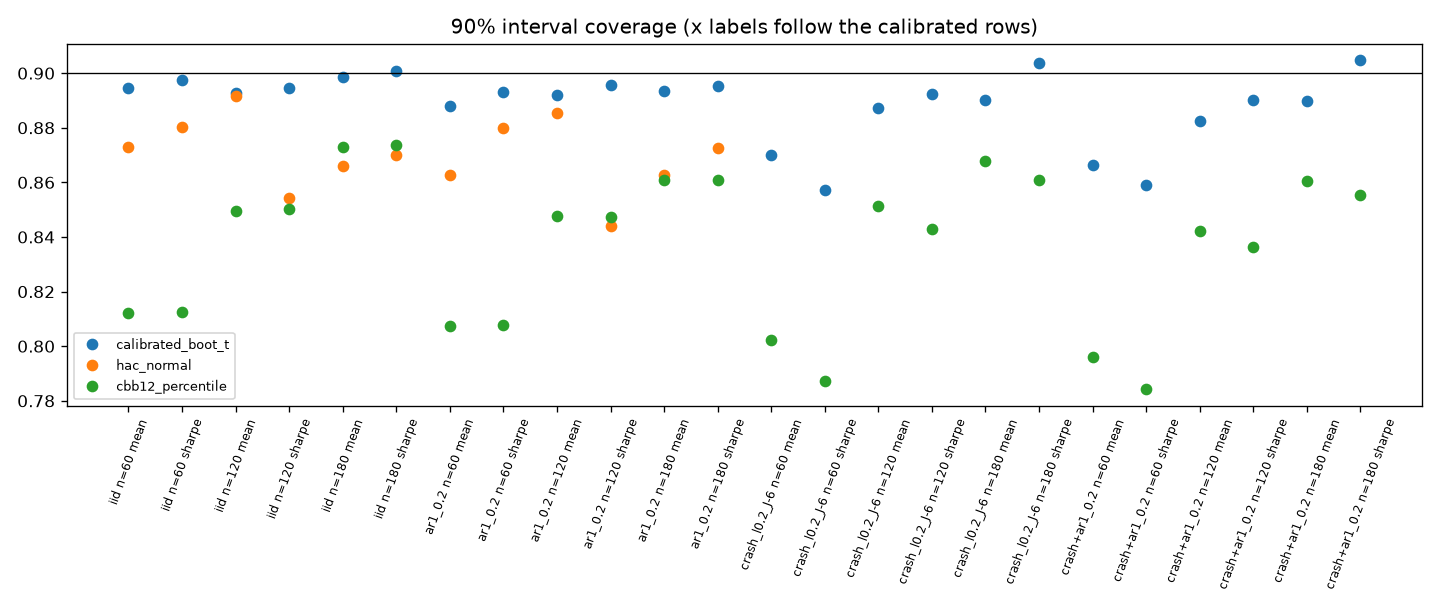 90% interval coverage (x labels follow the calibrated rows)
0.90
0.88
0.86
0.84
0.82
0.80
0.78
calibrated_boot_t
hac_normal
cbb12_percentile
iid n=60 mean
iid n=60 sharpe
iid n=120 mean
iid n=120 sharpe
iid n=180 mean
iid n=180 sharpe
ar1_0.2 n=60 mean
ar1_0.2 n=60 sharpe
ar1_0.2 n=120 mean
ar1_0.2 n=120 sharpe
ar1_0.2 n=180 mean
ar1_0.2 n=180 sharpe
crash_l0.2_J-6 n=60 mean
crash_l0.2_J-6 n=60 sharpe
crash_l0.2_J-6 n=120 mean
crash_l0.2_J-6 n=120 sharpe
crash_l0.2_J-6 n=180 mean
crash_l0.2_J-6 n=180 sharpe
crash+ar1_0.2 n=60 mean
crash+ar1_0.2 n=60 sharpe
crash+ar1_0.2 n=120 mean
crash+ar1_0.2 n=120 sharpe
crash+ar1_0.2 n=180 mean
crash+ar1_0.2 n=180 sharpe